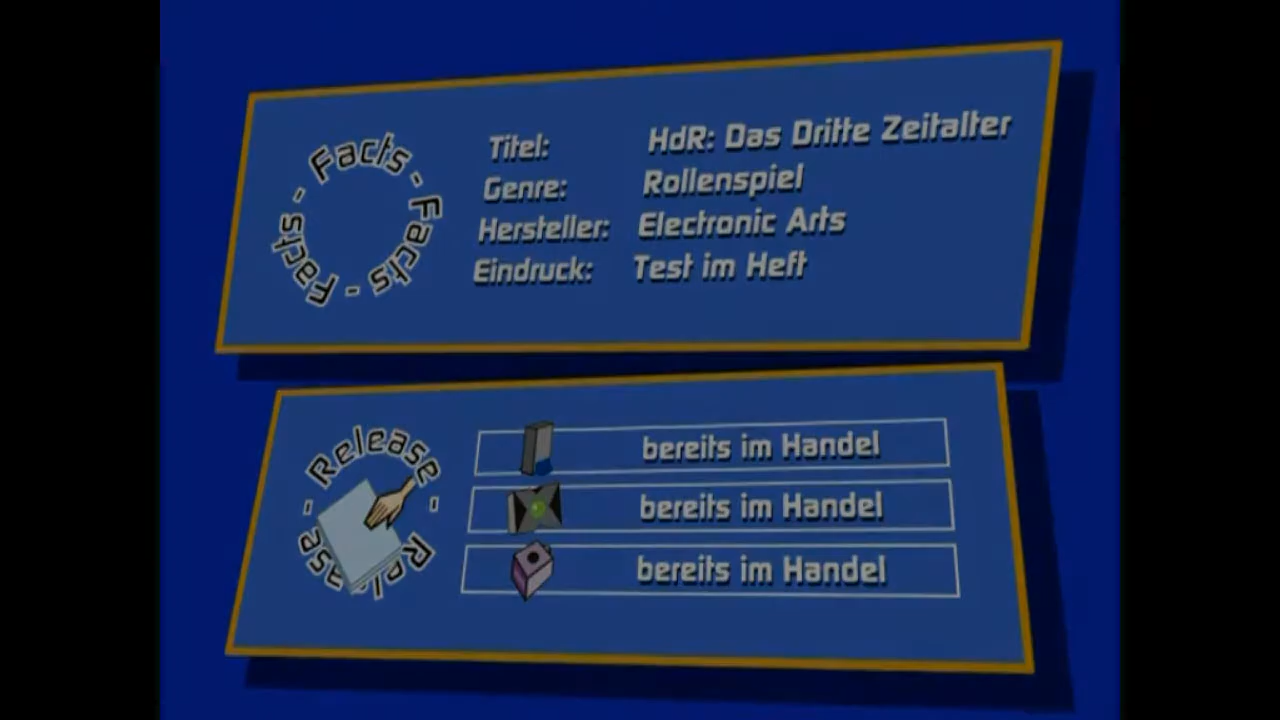 Facts - Facts - Facts -
Titel: HdR: Das Dritte Zeitalter
Genre: Rollenspiel
Hersteller: Electronic Arts
Eindruck: Test im Heft
Release - Release -
bereits im Handel
bereits im Handel
bereits im Handel